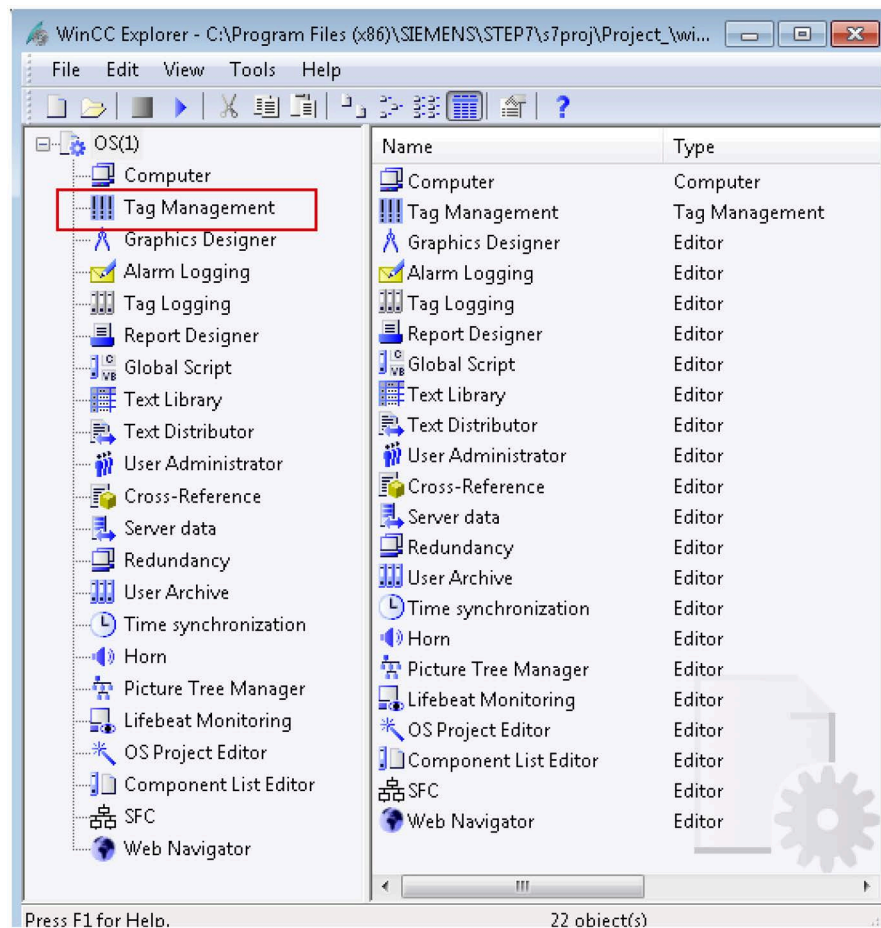 WinCC Explorer - C:\Program Files (x86)\SIEMENS\STEP7\s7proj\Project_\wi...
File Edit View Tools Help
OS(1)
Computer
Tag Management
Graphics Designer
Alarm Logging
Tag Logging
Report Designer
Global Script
Text Library
Text Distributor
User Administrator
Cross-Reference
Server data
Redundancy
User Archive
Time synchronization
Horn
Picture Tree Manager
Lifebeat Monitoring
OS Project Editor
Component List Editor
SFC
Web Navigator
Name Type
Computer Computer
Tag Management Tag Management
Graphics Designer Editor
Alarm Logging Editor
Tag Logging Editor
Report Designer Editor
Global Script Editor
Text Library Editor
Text Distributor Editor
User Administrator Editor
Cross-Reference Editor
Server data Editor
Redundancy Editor
User Archive Editor
Time synchronization Editor
Horn Editor
Picture Tree Manager Editor
Lifebeat Monitoring Editor
OS Project Editor Editor
Component List Editor Editor
SFC Editor
Web Navigator Editor
Press F1 for Help. 22 object(s)